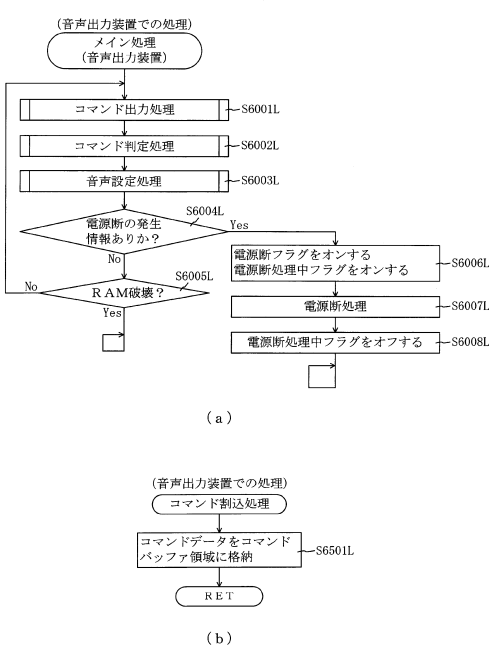 (音声出力装置での処理)
メイン処理
(音声出力装置)
コマンド出力処理
S6001L
コマンド判定処理
S6002L
音声設定処理
S6003L
S6004L
電源断の発生
情報ありか?
Yes
No
S6005L
RAM破壊?
No
Yes
電源断フラグをオンする
電源断処理中フラグをオンする
S6006L
電源断処理
S6007L
電源断処理中フラグをオフする
S6008L
(a)
(音声出力装置での処理)
コマンド割込処理
コマンドデータをコマンド
バッファ領域に格納
S6501L
RET
(b)